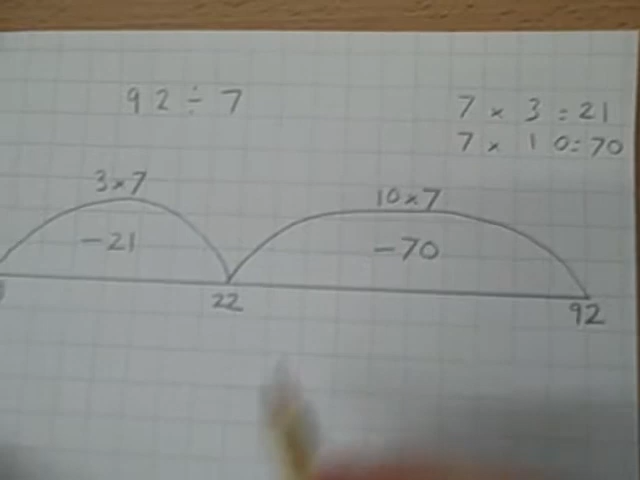 92 ÷ 7
7 × 3 = 21
7 × 10 = 70
3×7
10×7
-21
-70
22
92